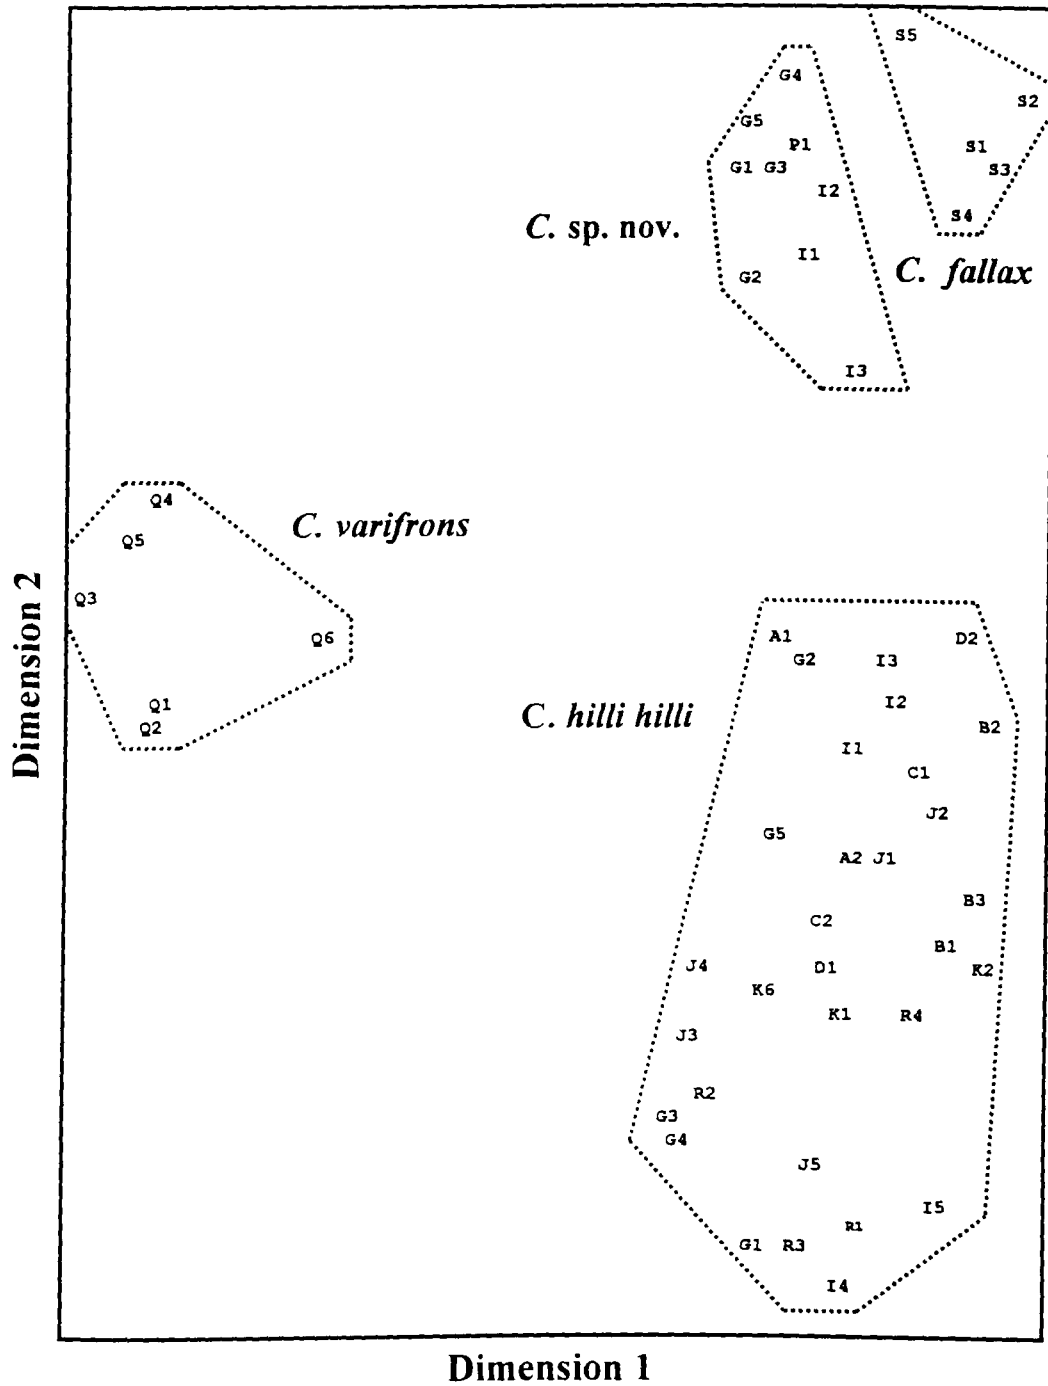 S5
G4
S2
G5
P1
S1
G1 G3
S3
I2
S4
C. sp. nov.
I1
G2
C. fallax
I3
Q4
C. varifrons
Q5
Q3
Q6
A1
D2
G2
I3
Q1
I2
C. hilli hilli
Q2
B2
I1
C1
J2
G5
A2 J1
B3
C2
B1
J4
D1
K2
K6
K1
R4
J3
R2
G3
G4
J5
I5
R1
G1 R3
I4
Dimension 2
Dimension 1